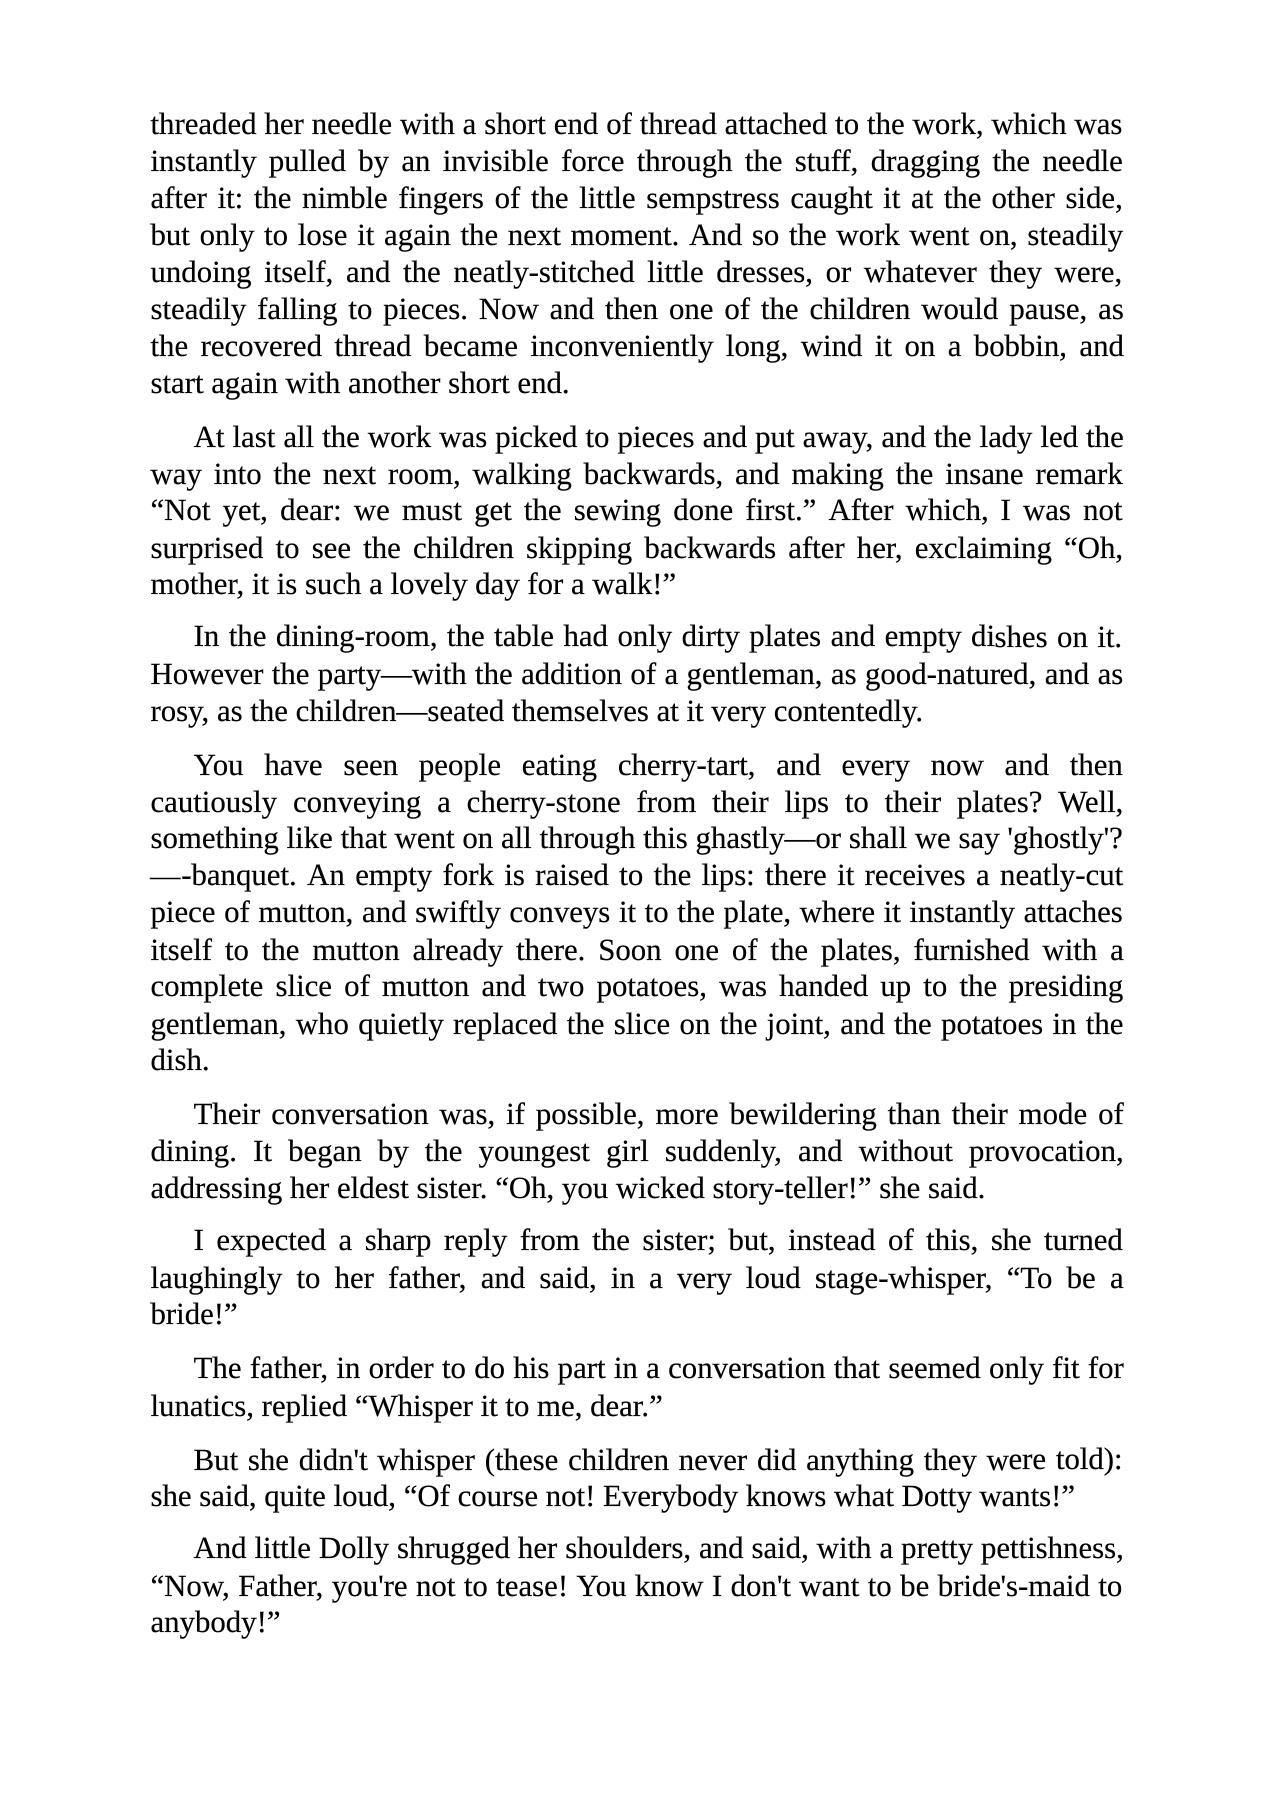 threaded her needle with a short end of thread attached to the work, which was
instantly pulled by an invisible force through the stuff, dragging the needle
after it: the nimble fingers of the little sempstress caught it at the other side,
but only to lose it again the next moment. And so the work went on, steadily
undoing itself, and the neatly-stitched little dresses, or whatever they were,
steadily falling to pieces. Now and then one of the children would pause, as
the recovered thread became inconveniently long, wind it on a bobbin, and
start again with another short end.
At last all the work was picked to pieces and put away, and the lady led the
way into the next room, walking backwards, and making the insane remark
“Not yet, dear: we must get the sewing done first.” After which, I was not
surprised to see the children skipping backwards after her, exclaiming “Oh,
mother, it is such a lovely day for a walk!”
In the dining-room, the table had only dirty plates and empty dishes on it.
However the party—with the addition of a gentleman, as good-natured, and as
rosy, as the children—seated themselves at it very contentedly.
You have seen people eating cherry-tart, and every now and then
cautiously conveying a cherry-stone from their lips to their plates? Well,
something like that went on all through this ghastly—or shall we say 'ghostly'?
—-banquet. An empty fork is raised to the lips: there it receives a neatly-cut
piece of mutton, and swiftly conveys it to the plate, where it instantly attaches
itself to the mutton already there. Soon one of the plates, furnished with a
complete slice of mutton and two potatoes, was handed up to the presiding
gentleman, who quietly replaced the slice on the joint, and the potatoes in the
dish.
Their conversation was, if possible, more bewildering than their mode of
dining. It began by the youngest girl suddenly, and without provocation,
addressing her eldest sister. “Oh, you wicked story-teller!” she said.
I expected a sharp reply from the sister; but, instead of this, she turned
laughingly to her father, and said, in a very loud stage-whisper, “To be a
bride!”
The father, in order to do his part in a conversation that seemed only fit for
lunatics, replied “Whisper it to me, dear.”
But she didn't whisper (these children never did anything they were told):
she said, quite loud, “Of course not! Everybody knows what Dotty wants!”
And little Dolly shrugged her shoulders, and said, with a pretty pettishness,
“Now, Father, you're not to tease! You know I don't want to be bride's-maid to
anybody!”